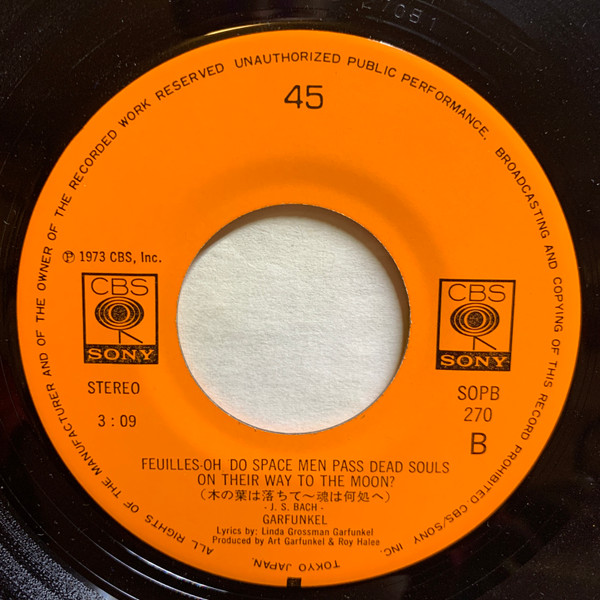 ALL RIGHTS OF THE MANUFACTURER AND OF THE OWNER OF THE RECORDED WORK RESERVED UNAUTHORIZED PUBLIC PERFORMANCE, BROADCASTING AND COPYING OF THIS RECORD PROHIBITED CBS/SONY INC. TOKYO JAPAN.
45
℗ 1973 CBS, Inc.
CBS
SONY
CBS
SONY
STEREO
3 : 09
SOPB
270
B
FEUILLES-OH DO SPACE MEN PASS DEAD SOULS
ON THEIR WAY TO THE MOON?
(木の葉は落ちて〜魂は何処へ)
- J. S. BACH -
GARFUNKEL
Lyrics by: Linda Grossman Garfunkel
Produced by Art Garfunkel & Roy Halee